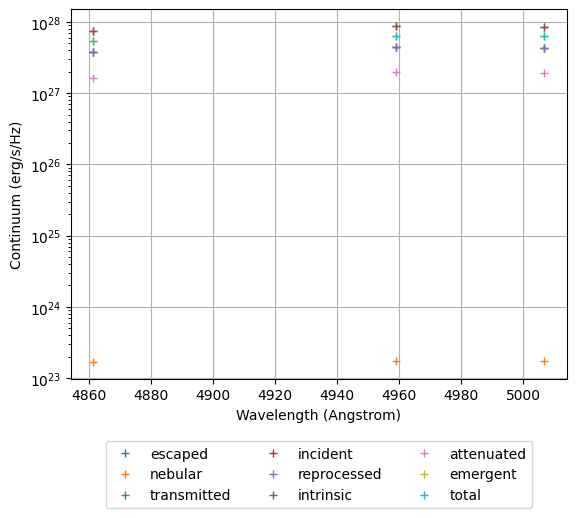 10^28
10^27
10^26
10^25
10^24
10^23
Continuum (erg/s/Hz)
4860 4880 4900 4920 4940 4960 4980 5000
Wavelength (Angstrom)
escaped incident attenuated
nebular reprocessed emergent
transmitted intrinsic total